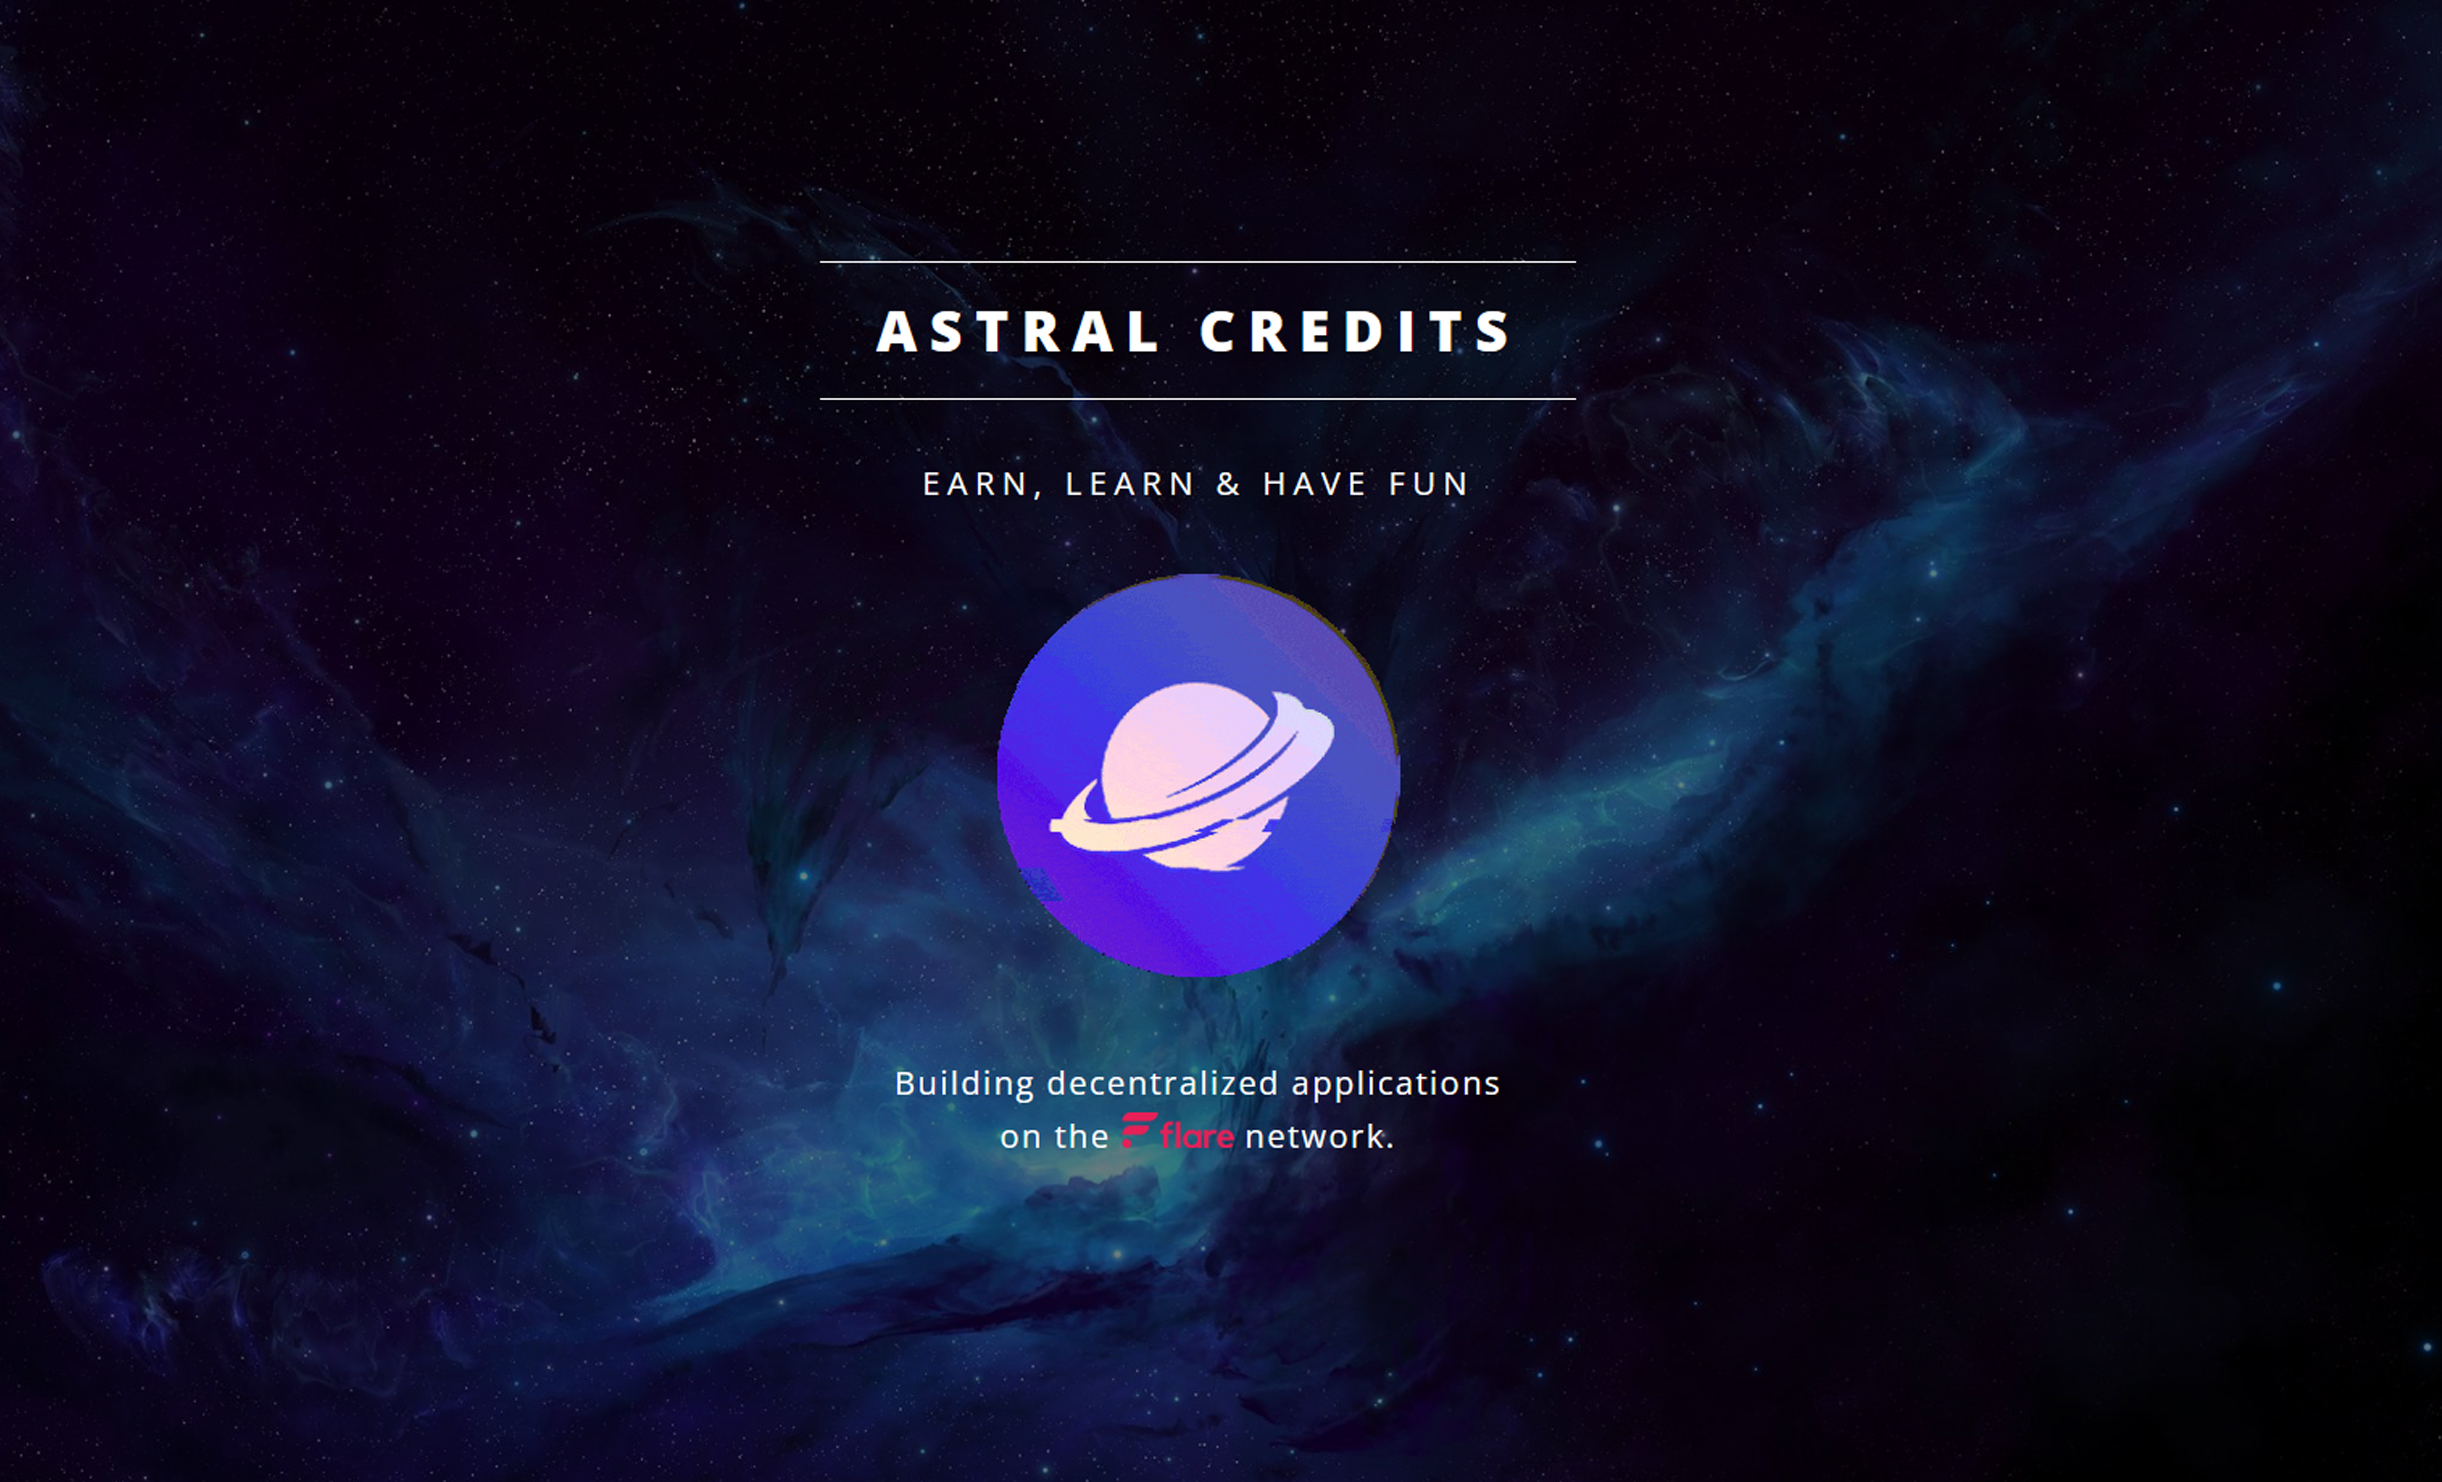 ASTRAL CREDITS
EARN, LEARN & HAVE FUN
Building decentralized applications
on the flare network.